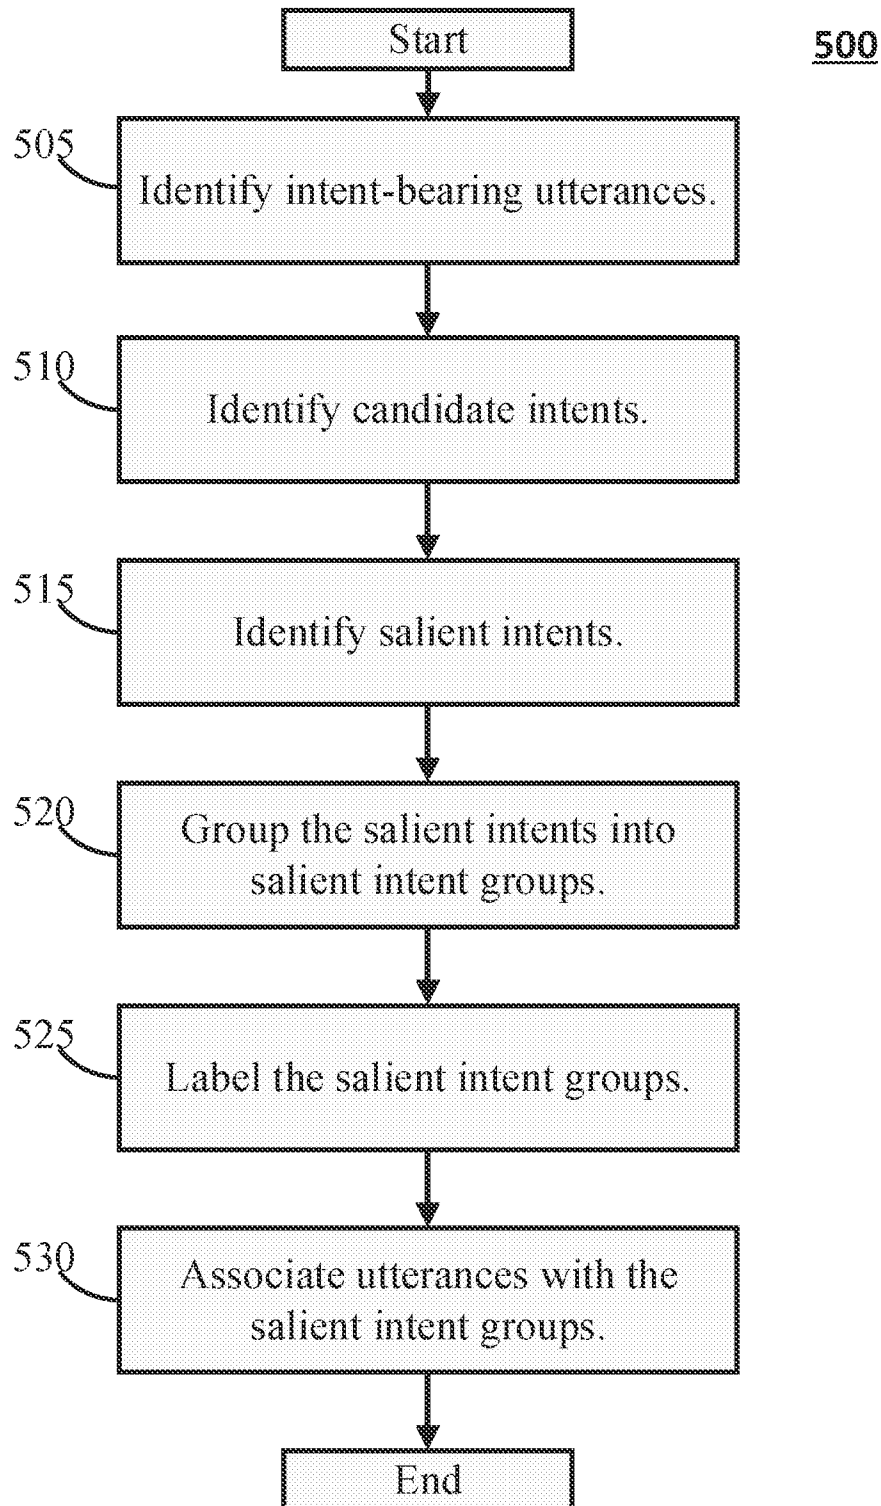 Start
500
505
Identify intent-bearing utterances.
510
Identify candidate intents.
515
Identify salient intents.
520
Group the salient intents into
salient intent groups.
525
Label the salient intent groups.
530
Associate utterances with the
salient intent groups.
End